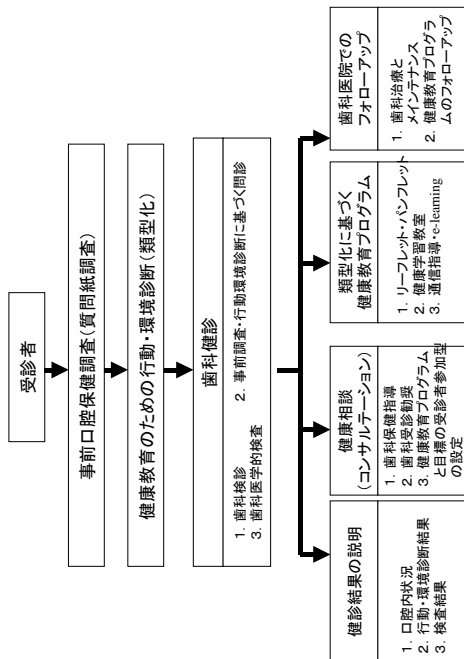 受診者
事前口腔保健調査(質問紙調査)
健康教育のための行動・環境診断(類型化)
歯科健診
1. 歯科検診
2. 事前調査・行動環境診断に基づく問診
3. 歯科医学的検査
健診結果の説明
1. 口腔内状況
2. 行動・環境診断結果
3. 検査結果
健康相談
(コンサルテーション)
1. 歯科保健指導
2. 歯科受診勧奨
3. 健康教育プログラム
と目標の受診者参加型
の設定
類型化に基づく
健康教育プログラム
1. リーフレット・パンフレット
2. 健康学習教室
3. 通信指導・e-learning
歯科医院での
フォローアップ
1. 歯科治療と
メインテナンス
2. 健康教育プログラ
ムのフォローアップ